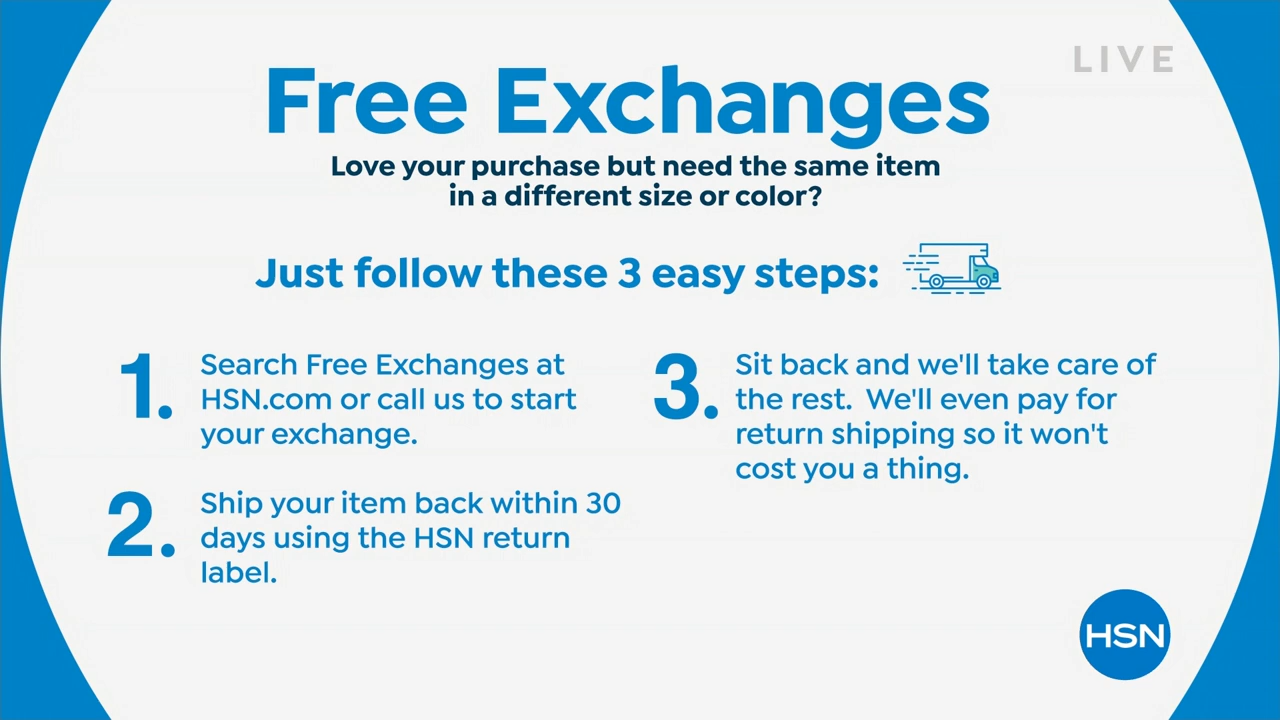 LIVE
Free Exchanges
Love your purchase but need the same item
in a different size or color?
Just follow these 3 easy steps:
1. Search Free Exchanges at
HSN.com or call us to start
your exchange.
2. Ship your item back within 30
days using the HSN return
label.
3. Sit back and we'll take care of
the rest.  We'll even pay for
return shipping so it won't
cost you a thing.
HSN